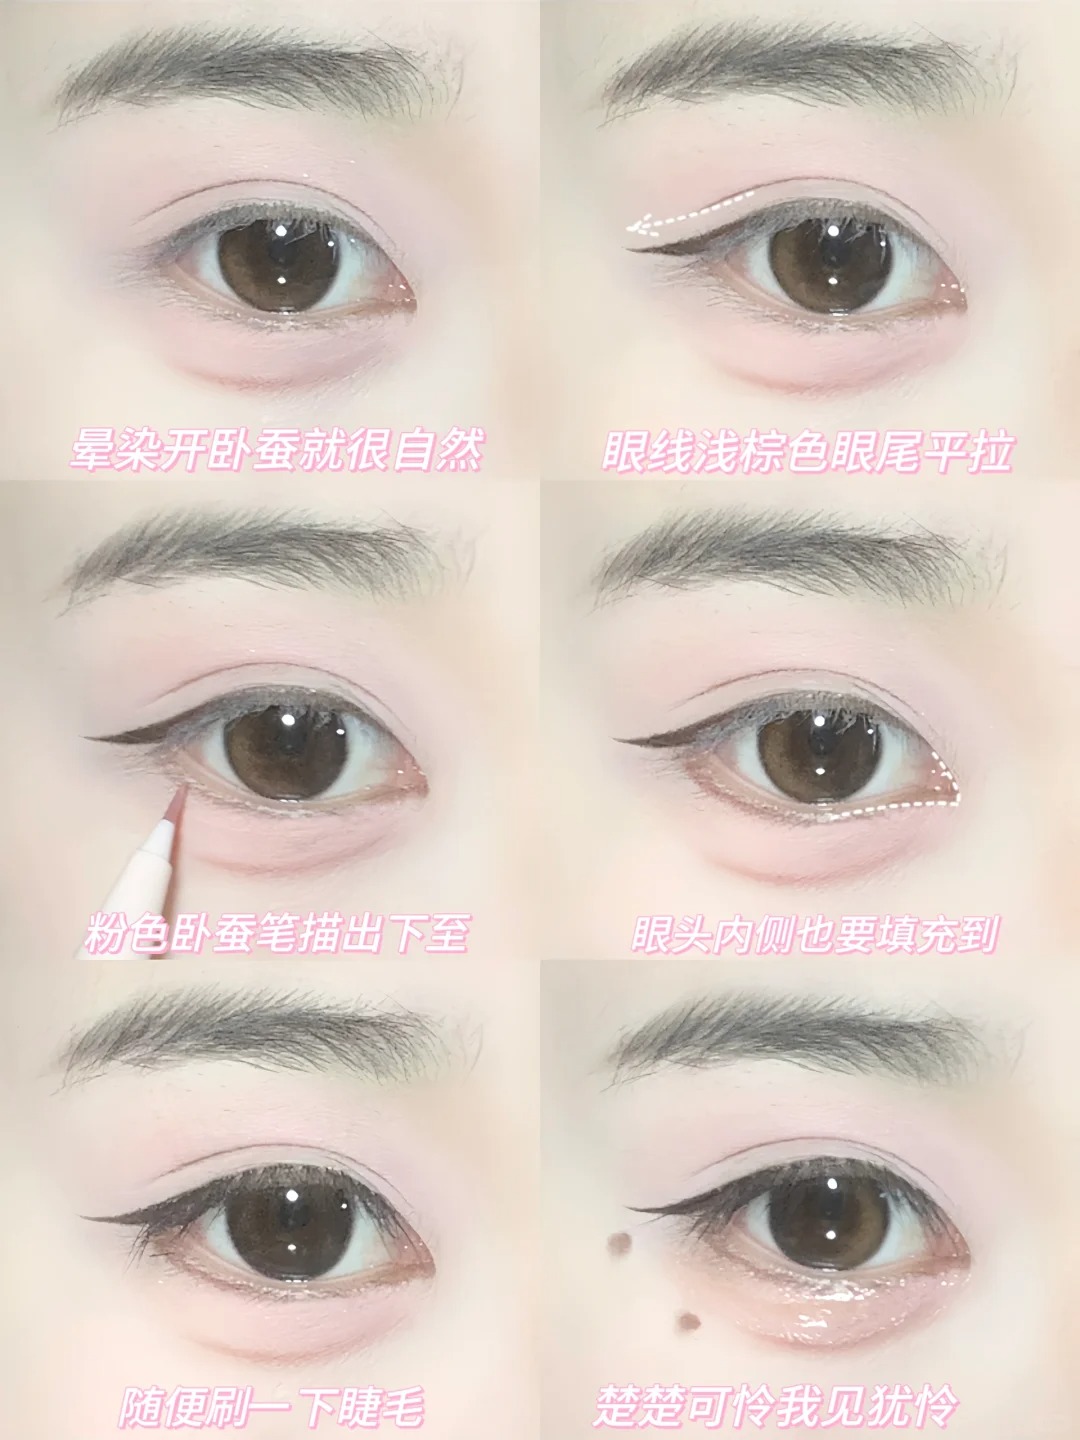 晕染开卧蚕就很自然
眼线浅棕色眼尾平拉
粉色卧蚕笔描出下至
眼头内侧也要填充到
随便刷一下睫毛
楚楚可怜我见犹怜